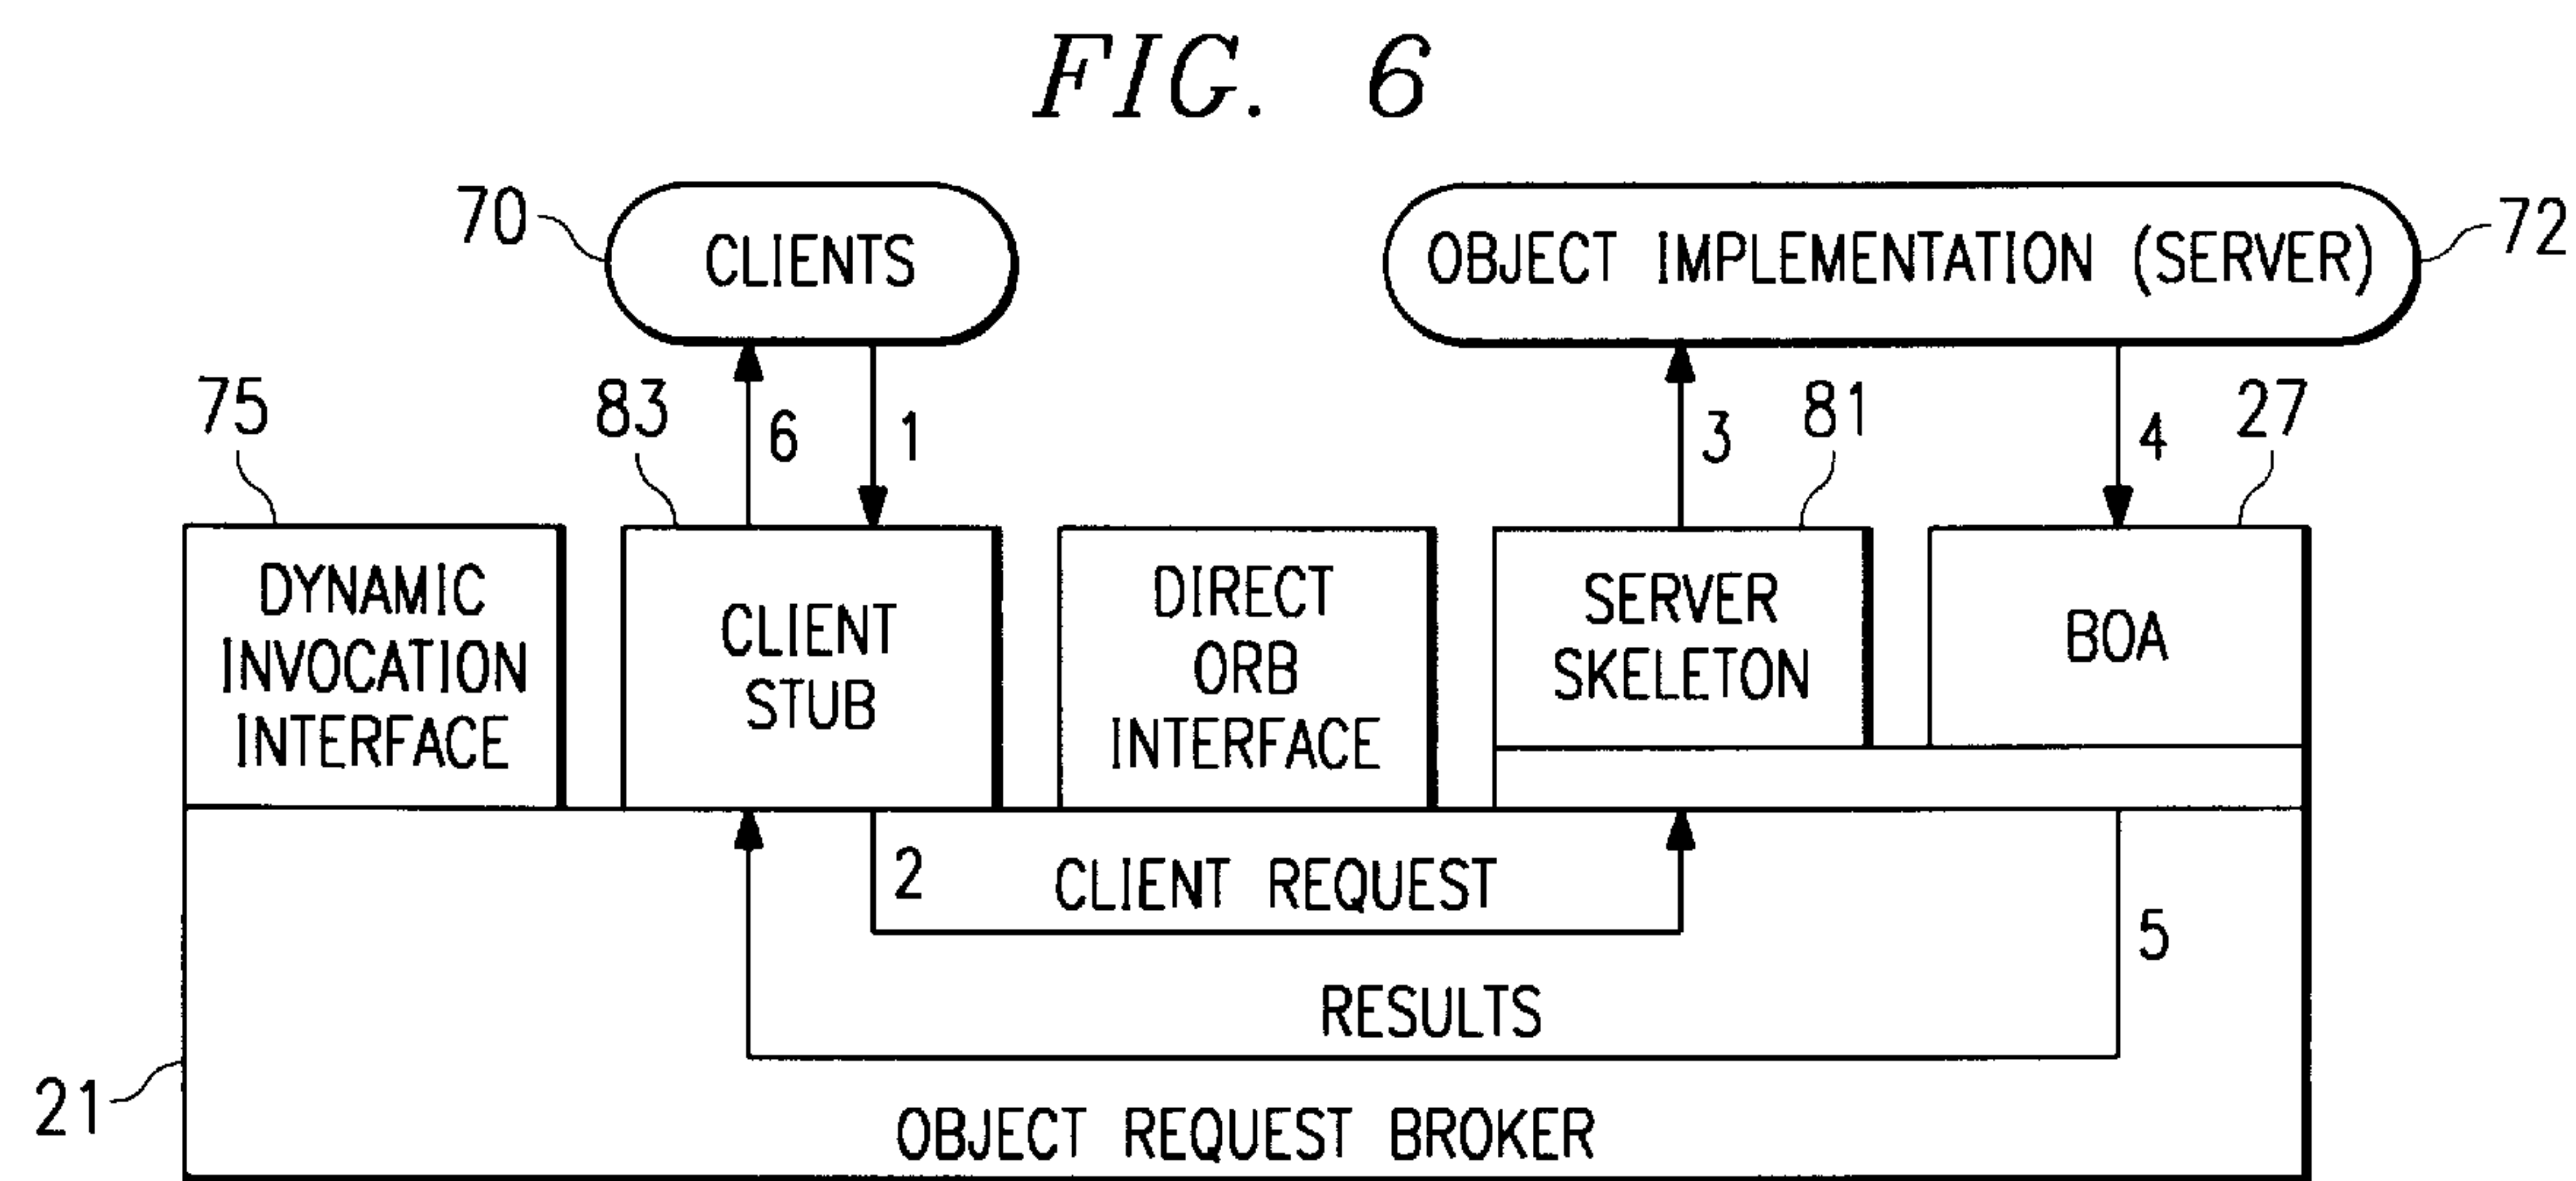 FIG. 6
70
CLIENTS
OBJECT IMPLEMENTATION (SERVER)
72
75
83
6
1
3
81
4
27
DYNAMIC
INVOCATION
INTERFACE
CLIENT
STUB
DIRECT
ORB
INTERFACE
SERVER
SKELETON
BOA
2
CLIENT REQUEST
5
RESULTS
21
OBJECT REQUEST BROKER